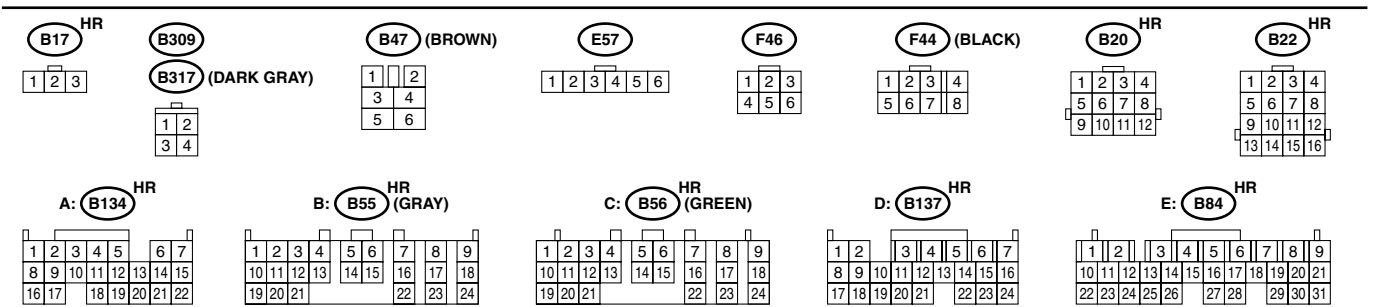 B17 HR B309 B47 (BROWN) E57 F46 F44 (BLACK) B20 HR B22 HR
B317 (DARK GRAY)
1 2 3
1 2
3 4
1 2
3 4
5 6
1 2 3 4 5 6
1 2 3
4 5 6
1 2 3 4
5 6 7 8
1 2 3 4
5 6 7 8
9 10 11 12
1 2 3 4
5 6 7 8
9 10 11 12
13 14 15 16
A: B134 HR B: B55 HR (GRAY) C: B56 HR (GREEN) D: B137 HR E: B84 HR
1 2 3 4 5 6 7
8 9 10 11 12 13 14 15
16 17 18 19 20 21 22
1 2 3 4 5 6 7 8 9
10 11 12 13 14 15 16 17 18
19 20 21 22 23 24
1 2 3 4 5 6 7 8 9
10 11 12 13 14 15 16 17 18
19 20 21 22 23 24
1 2 3 4 5 6 7
8 9 10 11 12 13 14 15 16
17 18 19 20 21 22 23 24
1 2 3 4 5 6 7 8 9
10 11 12 13 14 15 16 17 18 19 20 21
22 23 24 25 26 27 28 29 30 31